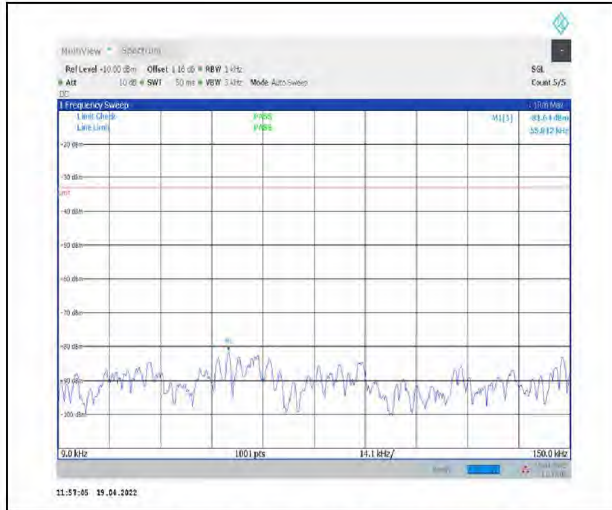 MultiView Spectrum
Ref Level -10.00 dBm Offset 1.16 dB RBW 1 kHz SGL
Att 10 dB SWT 50 ms VBW 3 kHz Mode Auto Sweep Count 5/5
DC
1 Frequency Sweep
Limit Check PASS M1[1]
Line Limit PASS
-20 dBm
-30 dBm
-40 dBm
-50 dBm
-60 dBm
-70 dBm
-80 dBm
-90 dBm
-100 dBm
9.0 kHz 1001 pts 14.1 kHz/ 150.0 kHz
11:57:05 19.04.2022